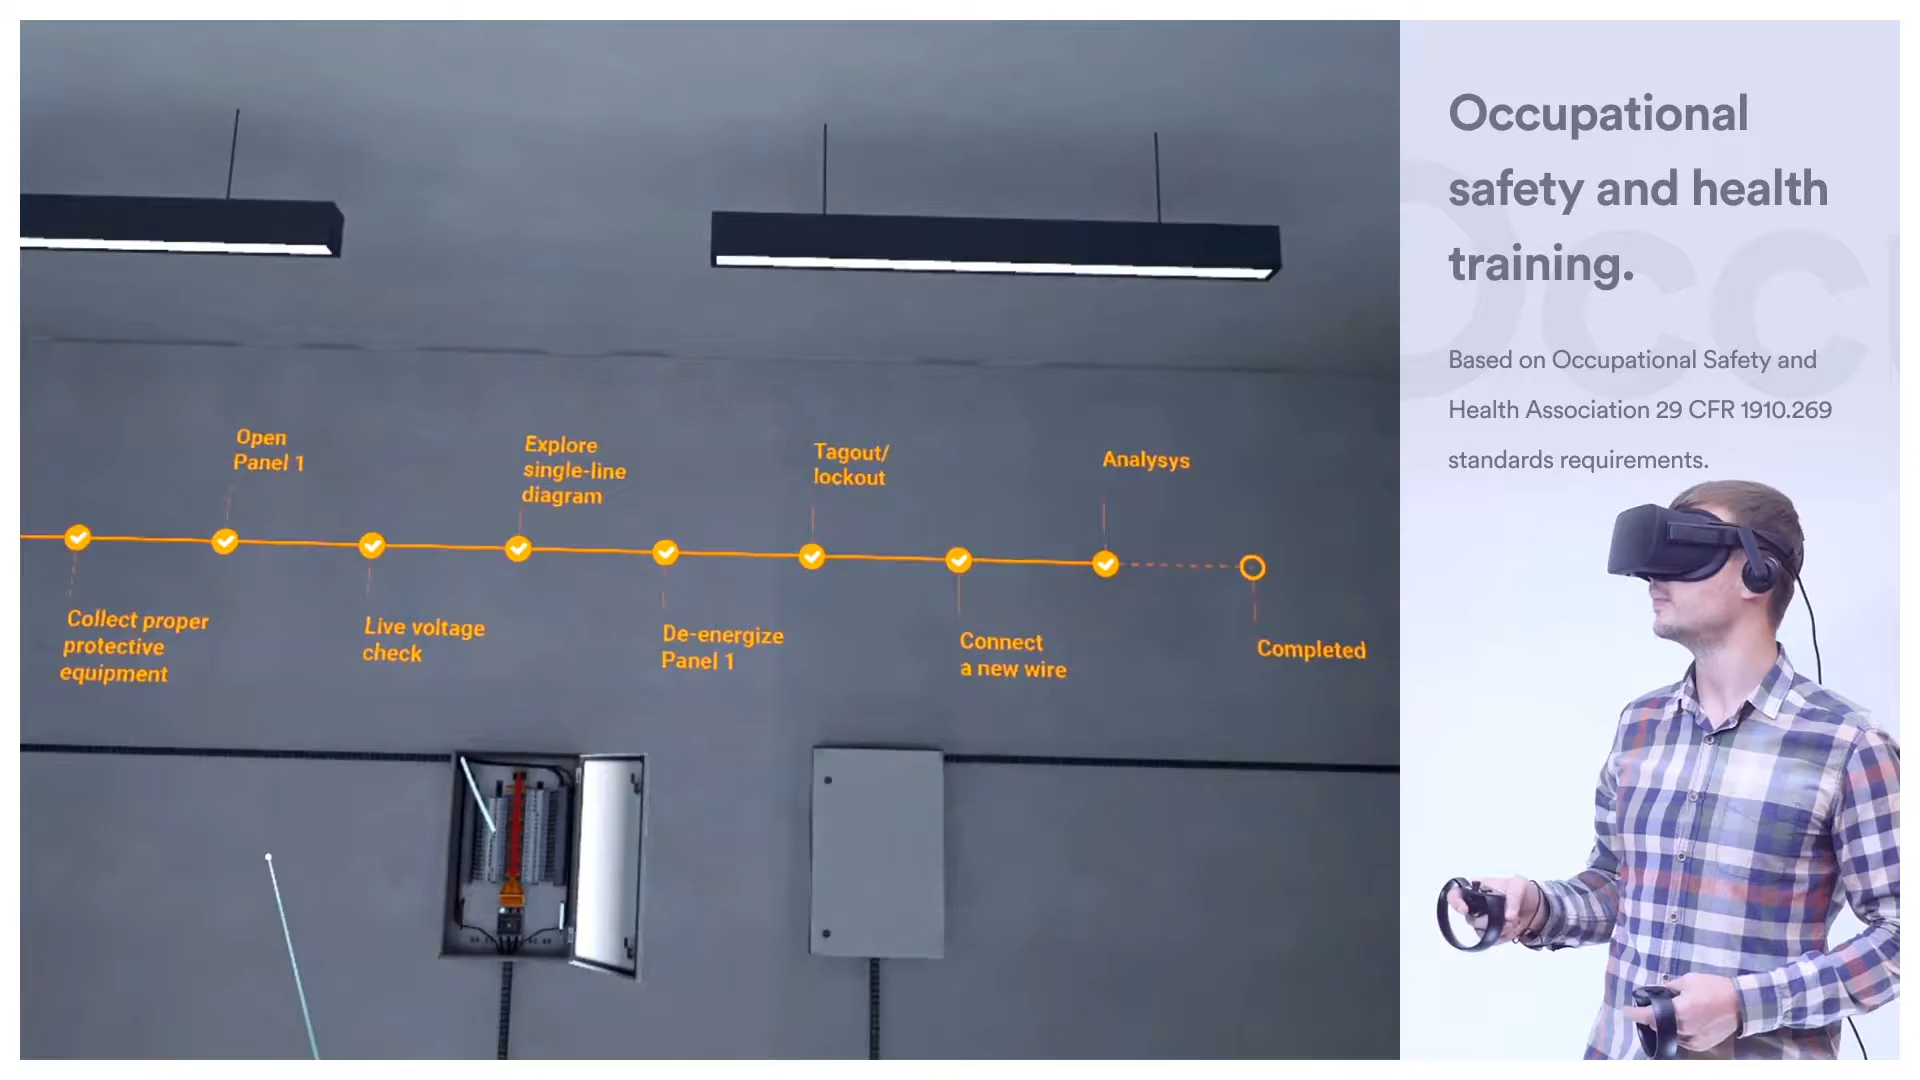 Open
Panel 1
Explore
single-line
diagram
Tagout/
lockout
Analysys
Collect proper
protective
equipment
Live voltage
check
De-energize
Panel 1
Connect
a new wire
Completed
Occupational
safety and health
training.
Based on Occupational Safety and
Health Association 29 CFR 1910.269
standards requirements.
Occu